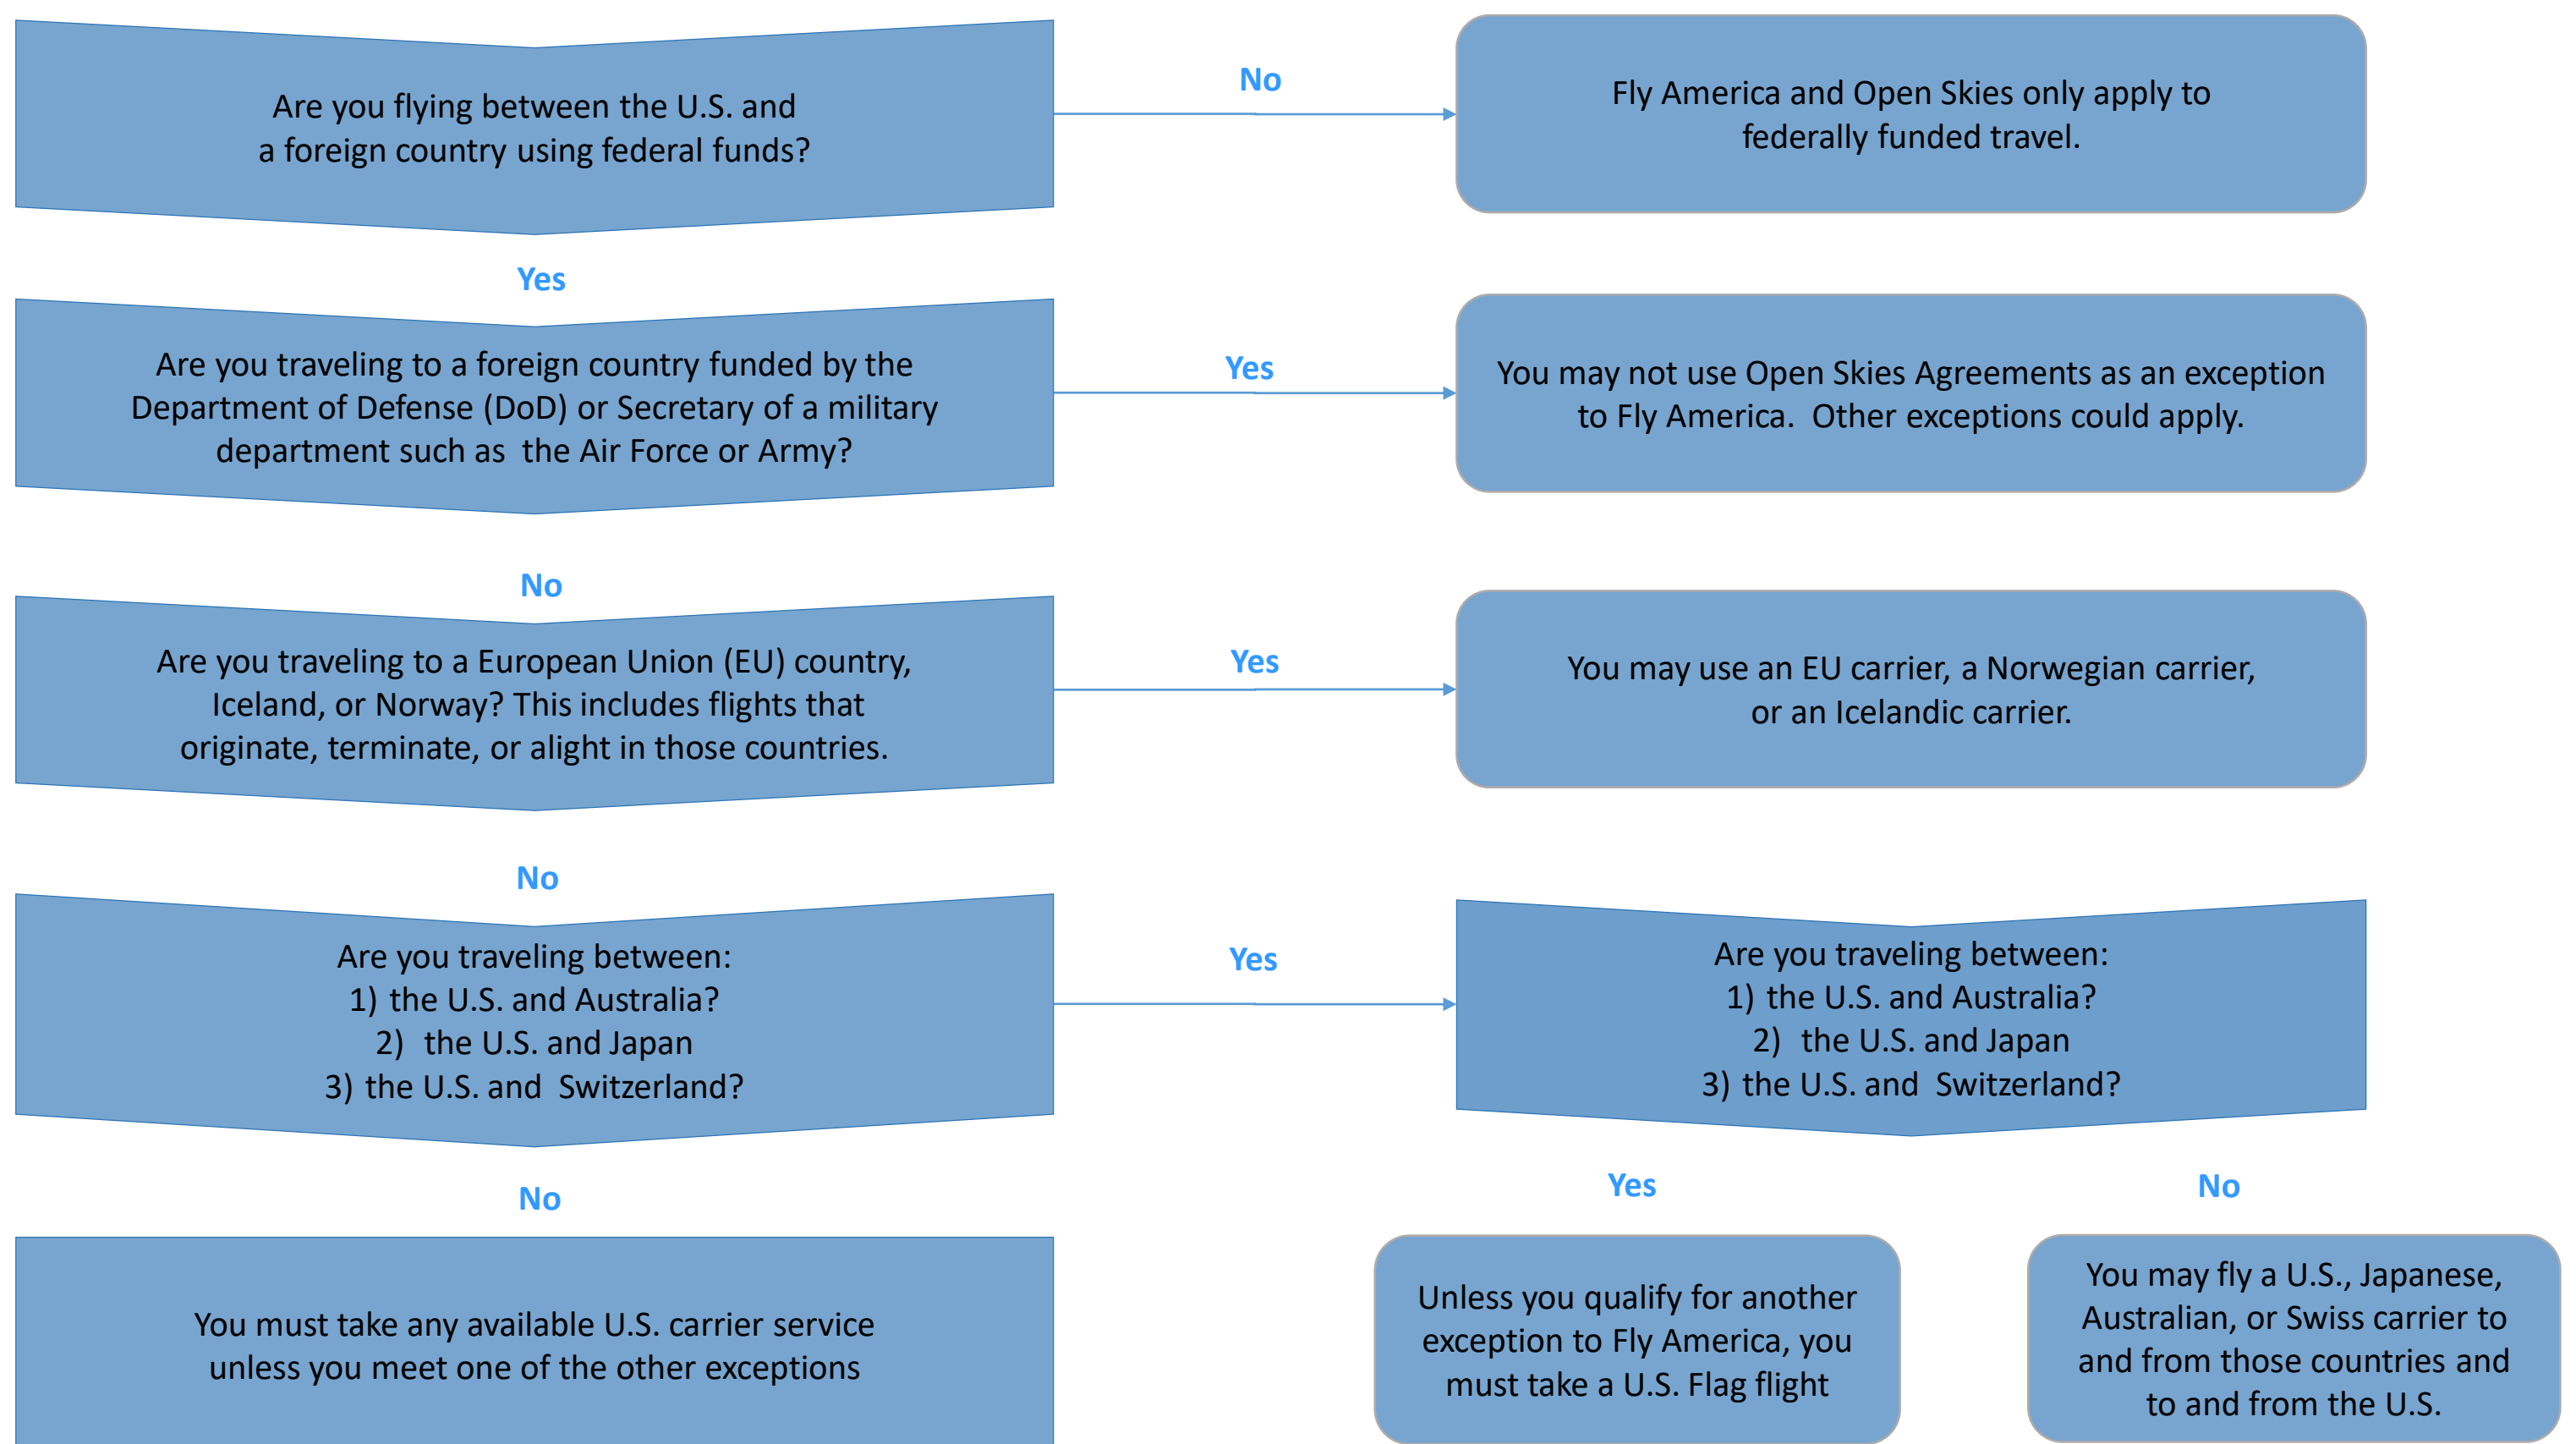 Are you flying between the U.S. and
a foreign country using federal funds?
No
Fly America and Open Skies only apply to
federally funded travel.
Yes
Are you traveling to a foreign country funded by the
Department of Defense (DoD) or Secretary of a military
department such as  the Air Force or Army?
Yes
You may not use Open Skies Agreements as an exception
to Fly America.  Other exceptions could apply.
No
Are you traveling to a European Union (EU) country,
Iceland, or Norway? This includes flights that
originate, terminate, or alight in those countries.
Yes
You may use an EU carrier, a Norwegian carrier,
or an Icelandic carrier.
No
Are you traveling between:
1) the U.S. and Australia?
2)  the U.S. and Japan
3) the U.S. and  Switzerland?
Yes
Are you traveling between:
1) the U.S. and Australia?
2)  the U.S. and Japan
3) the U.S. and  Switzerland?
No
You must take any available U.S. carrier service
unless you meet one of the other exceptions
Yes
Unless you qualify for another
exception to Fly America, you
must take a U.S. Flag flight
No
You may fly a U.S., Japanese,
Australian, or Swiss carrier to
and from those countries and
to and from the U.S.